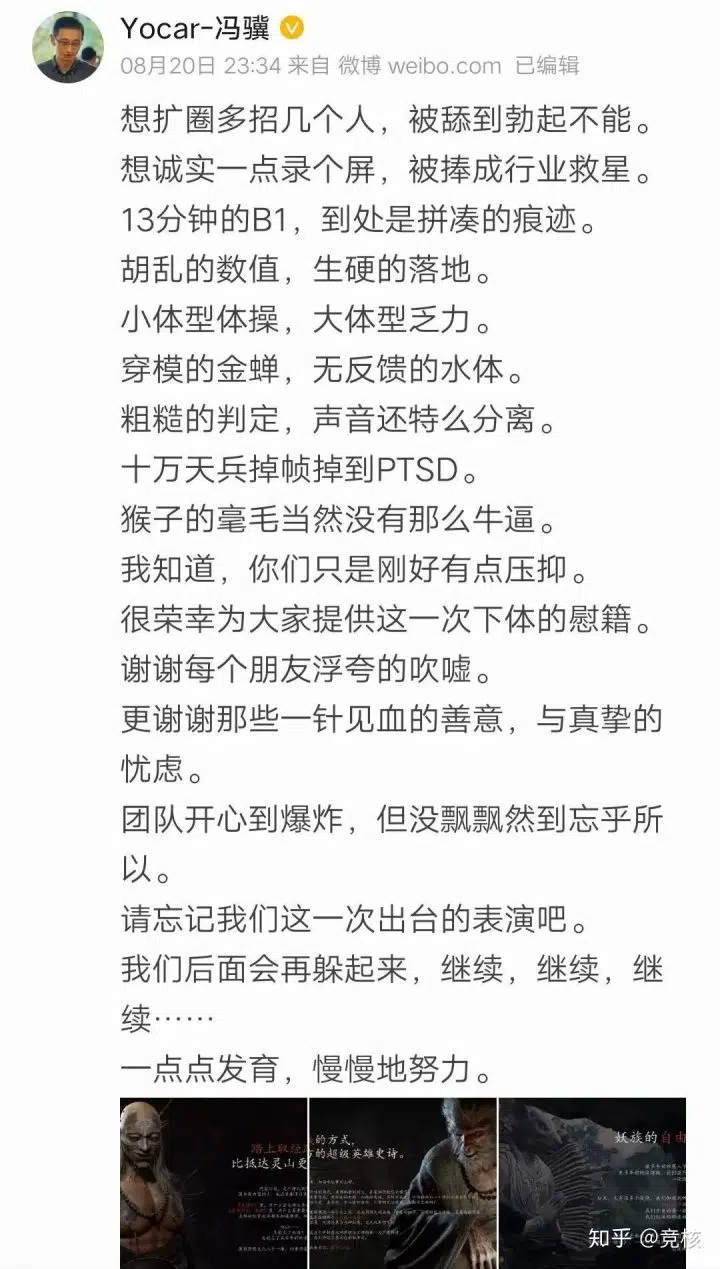 Yocar-冯骥
08月20日 23:34 来自 微博 weibo.com 已编辑
想扩圈多招几个人，被舔到勃起不能。
想诚实一点录个屏，被捧成行业救星。
13分钟的B1，到处是拼凑的痕迹。
胡乱的数值，生硬的落地。
小体型体操，大体型乏力。
穿模的金蝉，无反馈的水体。
粗糙的判定，声音还特么分离。
十万天兵掉帧掉到PTSD。
猴子的毫毛当然没有那么牛逼。
我知道，你们只是刚好有点压抑。
很荣幸为大家提供这一次下体的慰籍。
谢谢每个朋友浮夸的吹嘘。
更谢谢那些一针见血的善意，与真挚的
忧虑。
团队开心到爆炸，但没飘飘然到忘乎所
以。
请忘记我们这一次出台的表演吧。
我们后面会再躲起来，继续，继续，继
续……
一点点发育，慢慢地努力。
踏上取经
比抵达灵山更
的方式，
的超级英雄史诗。
妖族的自由
知乎 @竞核